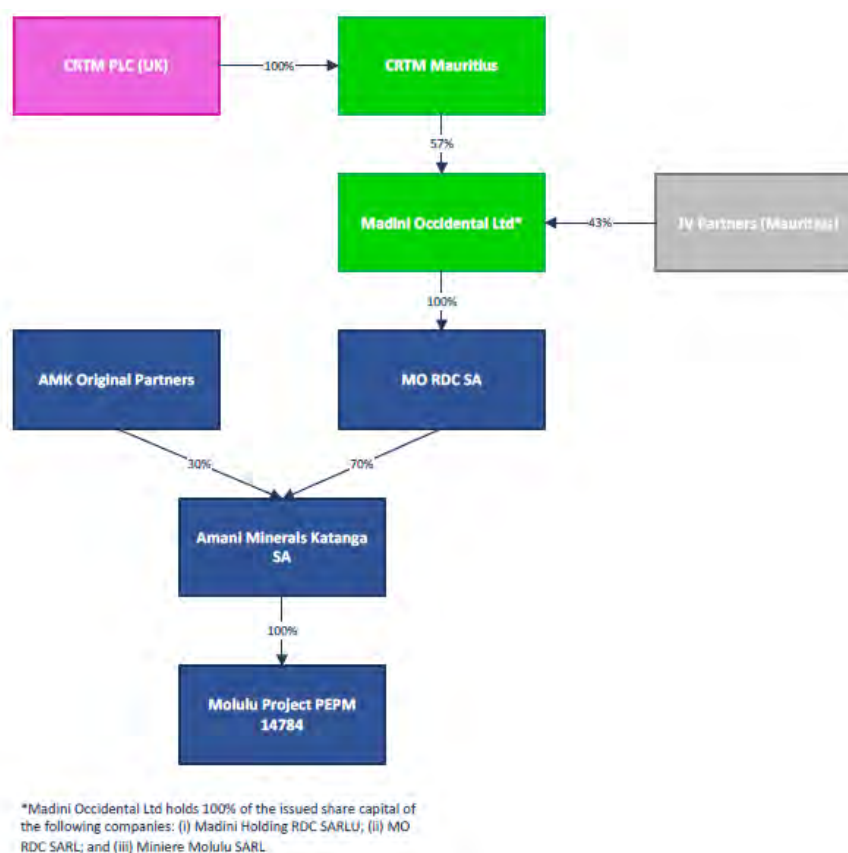 CRTM PLC (UK)
100%
CRTM Mauritius
57%
Madini Occidental Ltd*
43%
JV Partners (Mauritius)
100%
AMK Original Partners
MO RDC SA
30%
70%
Amani Minerals Katanga
SA
100%
Molulu Project PEPM
14784
*Madini Occidental Ltd holds 100% of the issued share capital of
the following companies: (i) Madini Holding RDC SARLU; (ii) MO
RDC SARL; and (iii) Miniere Molulu SARL